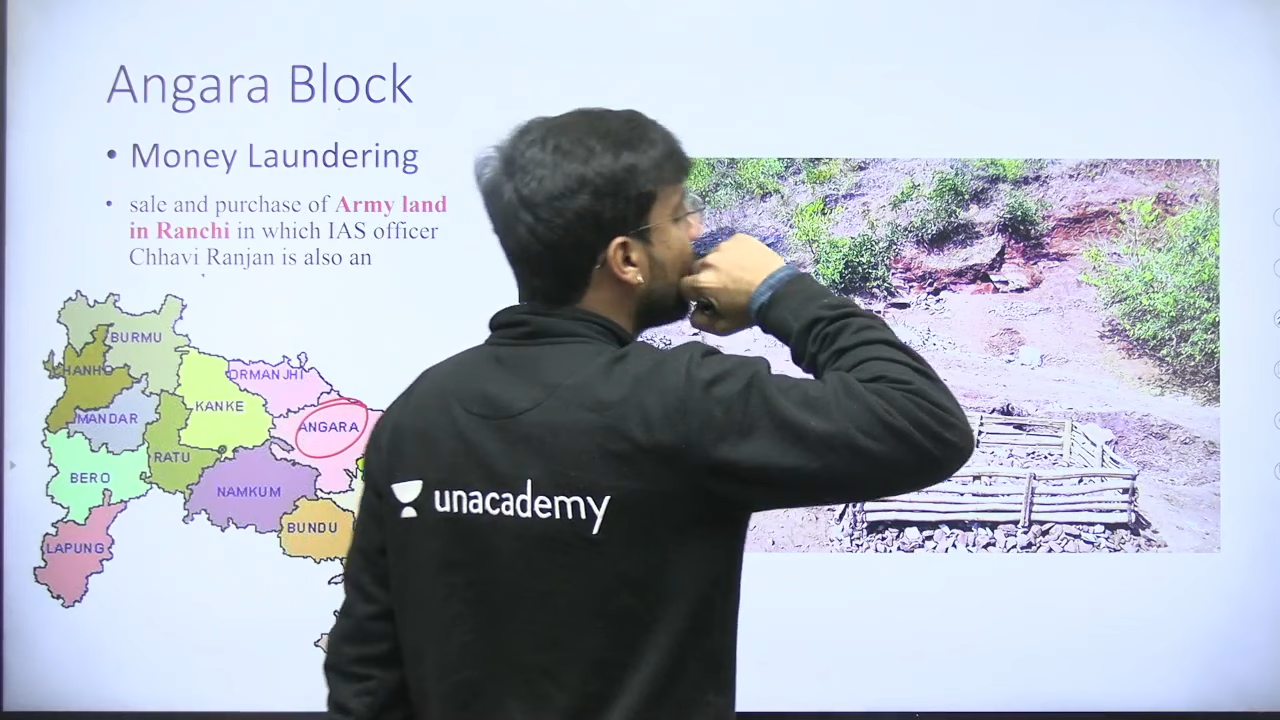 Angara Block
• Money Laundering
• sale and purchase of Army land
in Ranchi in which IAS officer
Chhavi Ranjan is also an
BURMU
CHANHO
ORMANJHI
KANKE
MANDAR
ANGARA
RATU
BERO
NAMKUM
BUNDU
LAPUNG
unacademy